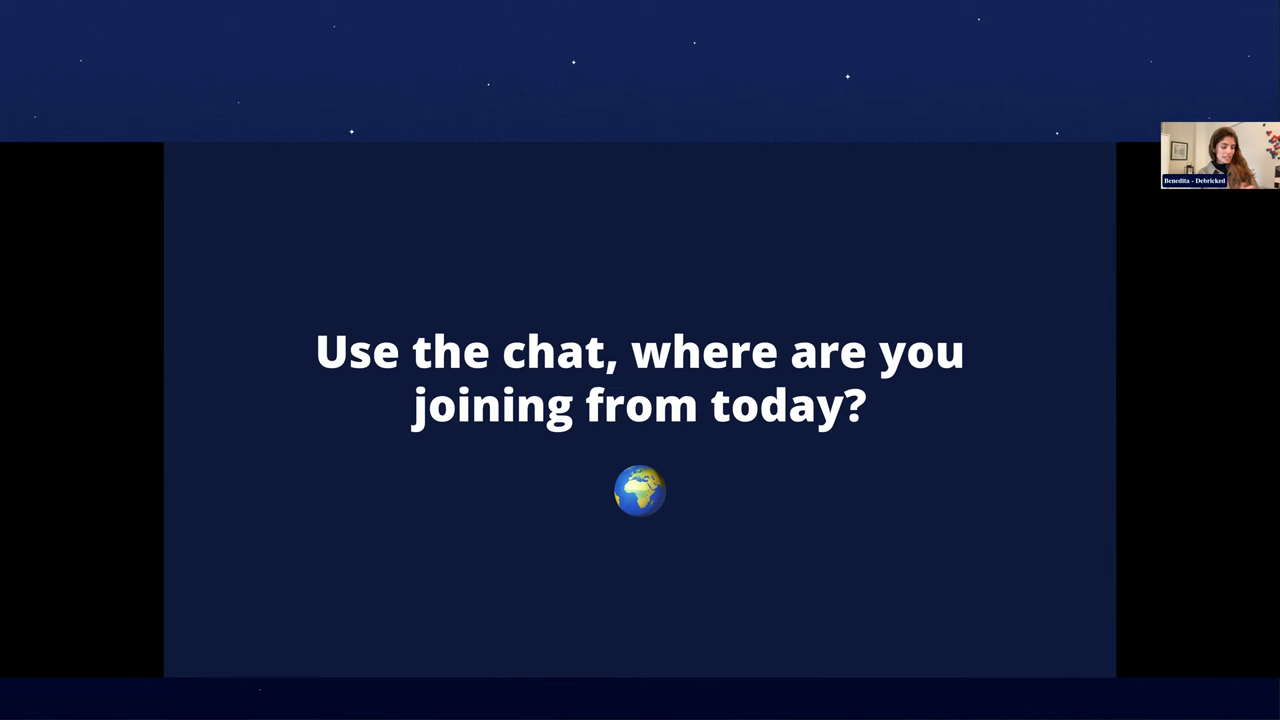 Benedita - Debricked
Use the chat, where are you
joining from today?